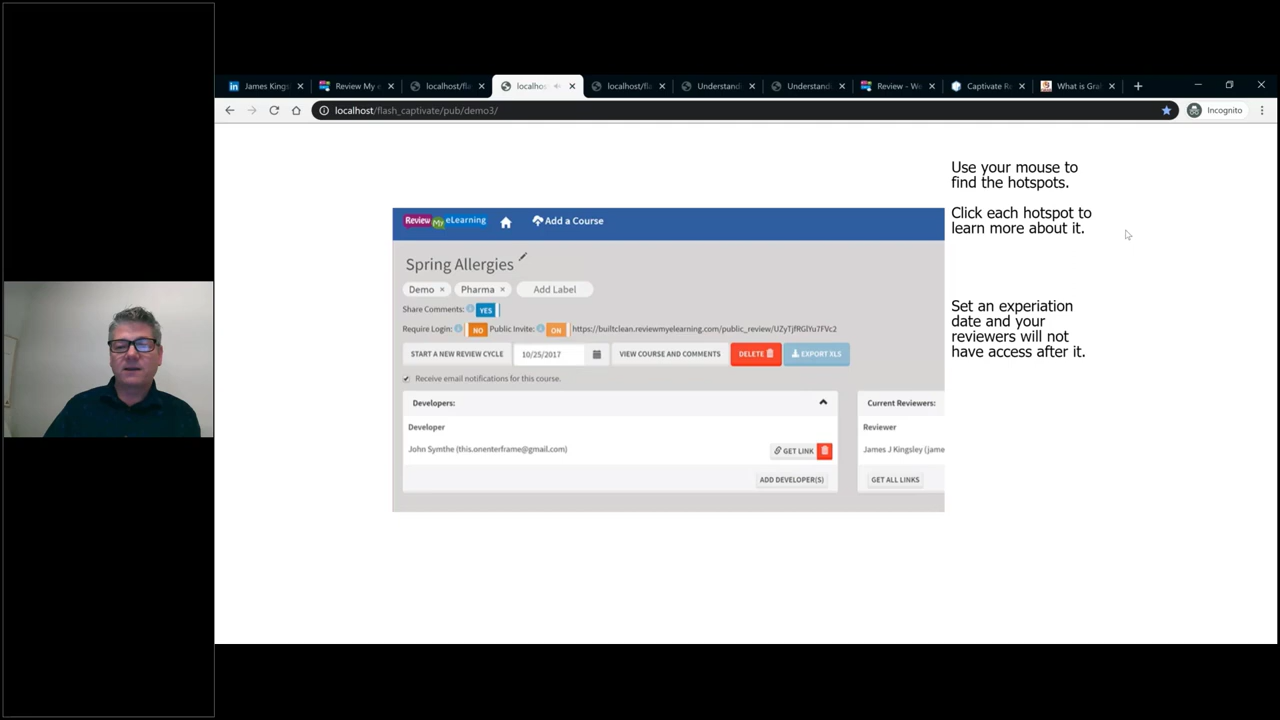 James Kings
Review My e
localhost/fla
localhos
localhost/fl
Understand
Understand
Review - We
Captivate R
What is Gra
localhost/flash_captivate/pub/demo3/
Incognito
Use your mouse to
find the hotspots.
Click each hotspot to
learn more about it.
Set an experiation
date and your
reviewers will not
have access after it.
Review My eLearning
Add a Course
Spring Allergies
Demo × Pharma × Add Label
Share Comments: YES
Require Login: NO Public Invite: ON https://builtclean.reviewmyelearning.com/public_review/UZyTjfRGlYu7FVc2
START A NEW REVIEW CYCLE 10/25/2017 VIEW COURSE AND COMMENTS DELETE EXPORT XLS
Receive email notifications for this course.
Developers: Current Reviewers:
Developer Reviewer
John Symthe (this.onenterframe@gmail.com) GET LINK James J Kingsley (jame
ADD DEVELOPER(S) GET ALL LINKS